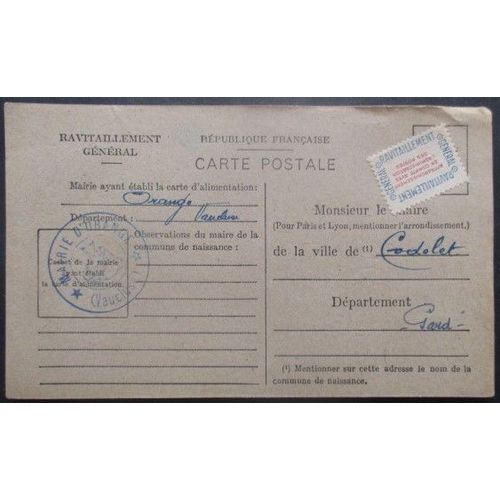 RAVITAILLEMENT
GÉNÉRAL
RÉPUBLIQUE FRANÇAISE
CARTE POSTALE
Mairie ayant établi la carte d'alimentation:
Orange
Département: Vaucluse
Observations du maire de la
commune de naissance:
Cachet de la mairie
ayant établi
la carte d'alimentation.
MAIRIE D'ORANGE
(Vaucl
RAVITAILLEMENT
GÉNÉRAL
RAVITAILLEMENT
GÉNÉRAL
Monsieur le Maire
(Pour Paris et Lyon, mentionner l'arrondissement.)
de la ville de (1) Codolet
Département
Gard
(1) Mentionner sur cette adresse le nom de la
commune de naissance.